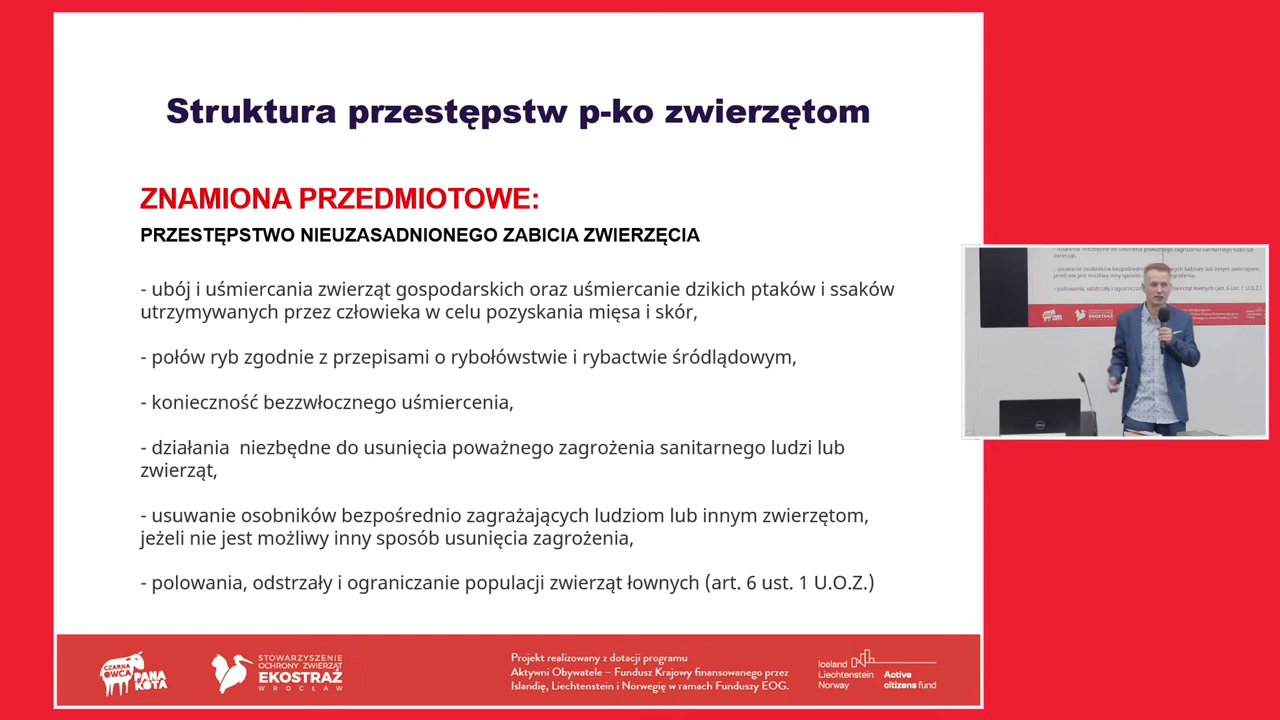 Struktura przestępstw p-ko zwierzętom
ZNAMIONA PRZEDMIOTOWE:
PRZESTĘPSTWO NIEUZASADNIONEGO ZABICIA ZWIERZĘCIA
- ubój i uśmiercania zwierząt gospodarskich oraz uśmiercanie dzikich ptaków i ssaków
utrzymywanych przez człowieka w celu pozyskania mięsa i skór,
- połów ryb zgodnie z przepisami o rybołówstwie i rybactwie śródlądowym,
- konieczność bezzwłocznego uśmiercenia,
- działania  niezbędne do usunięcia poważnego zagrożenia sanitarnego ludzi lub
zwierząt,
- usuwanie osobników bezpośrednio zagrażających ludziom lub innym zwierzętom,
jeżeli nie jest możliwy inny sposób usunięcia zagrożenia,
- polowania, odstrzały i ograniczanie populacji zwierząt łownych (art. 6 ust. 1 U.O.Z.)
CZARNA
OWCA
PANA
KOTA
STOWARZYSZENIE
OCHRONY ZWIERZĄT
EKOSTRAŻ
WROCŁAW
Projekt realizowany z dotacji programu
Aktywni Obywatele – Fundusz Krajowy finansowanego przez
Islandię, Liechtenstein i Norwegię w ramach Funduszy EOG.
Iceland
Liechtenstein
Norway
Active
citizens fund